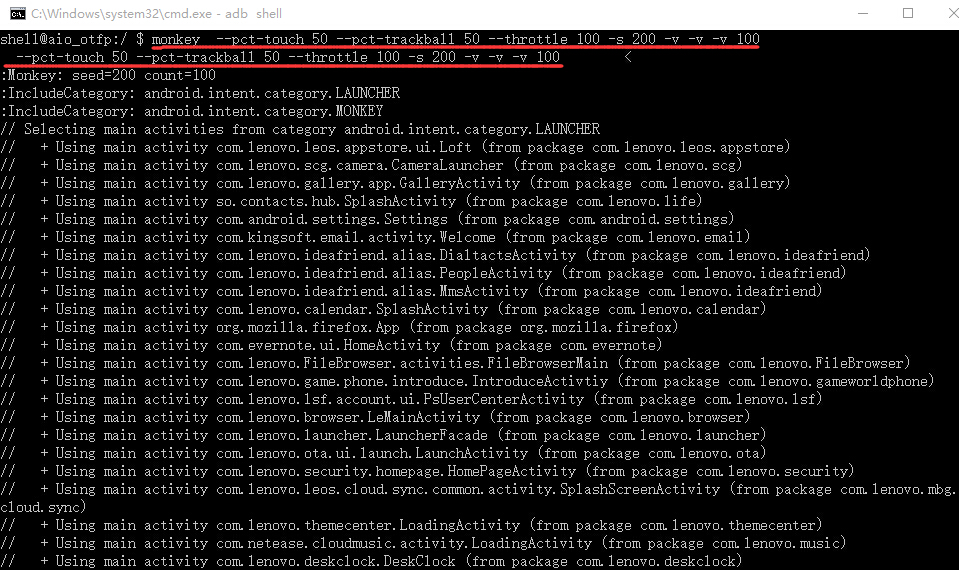 C:\Windows\system32\cmd.exe - adb  shell
shell@aio_otfp:/ $ monkey  --pct-touch 50 --pct-trackball 50 --throttle 100 -s 200 -v -v -v 100
 --pct-touch 50 --pct-trackball 50 --throttle 100 -s 200 -v -v -v 100        <
:Monkey: seed=200 count=100
:IncludeCategory: android.intent.category.LAUNCHER
:IncludeCategory: android.intent.category.MONKEY
// Selecting main activities from category android.intent.category.LAUNCHER
//   + Using main activity com.lenovo.leos.appstore.ui.Loft (from package com.lenovo.leos.appstore)
//   + Using main activity com.lenovo.scg.camera.CameraLauncher (from package com.lenovo.scg)
//   + Using main activity com.lenovo.gallery.app.GalleryActivity (from package com.lenovo.gallery)
//   + Using main activity so.contacts.hub.SplashActivity (from package com.lenovo.life)
//   + Using main activity com.android.settings.Settings (from package com.android.settings)
//   + Using main activity com.kingsoft.email.activity.Welcome (from package com.lenovo.email)
//   + Using main activity com.lenovo.ideafriend.alias.DialtactsActivity (from package com.lenovo.ideafriend)
//   + Using main activity com.lenovo.ideafriend.alias.PeopleActivity (from package com.lenovo.ideafriend)
//   + Using main activity com.lenovo.ideafriend.alias.MmsActivity (from package com.lenovo.ideafriend)
//   + Using main activity com.lenovo.calendar.SplashActivity (from package com.lenovo.calendar)
//   + Using main activity org.mozilla.firefox.App (from package org.mozilla.firefox)
//   + Using main activity com.evernote.ui.HomeActivity (from package com.evernote)
//   + Using main activity com.lenovo.FileBrowser.activities.FileBrowserMain (from package com.lenovo.FileBrowser)
//   + Using main activity com.lenovo.game.phone.introduce.IntroduceActivtiy (from package com.lenovo.gameworldphone)
//   + Using main activity com.lenovo.lsf.account.ui.PsUserCenterActivity (from package com.lenovo.lsf)
//   + Using main activity com.lenovo.browser.LeMainActivity (from package com.lenovo.browser)
//   + Using main activity com.lenovo.launcher.LauncherFacade (from package com.lenovo.launcher)
//   + Using main activity com.lenovo.ota.ui.launch.LaunchActivity (from package com.lenovo.ota)
//   + Using main activity com.lenovo.security.homepage.HomePageActivity (from package com.lenovo.security)
//   + Using main activity com.lenovo.leos.cloud.sync.common.activity.SplashScreenActivity (from package com.lenovo.mbg.
cloud.sync)
//   + Using main activity com.lenovo.themecenter.LoadingActivity (from package com.lenovo.themecenter)
//   + Using main activity com.netease.cloudmusic.activity.LoadingActivity (from package com.lenovo.music)
//   + Using main activity com.lenovo.deskclock.DeskClock (from package com.lenovo.deskclock)